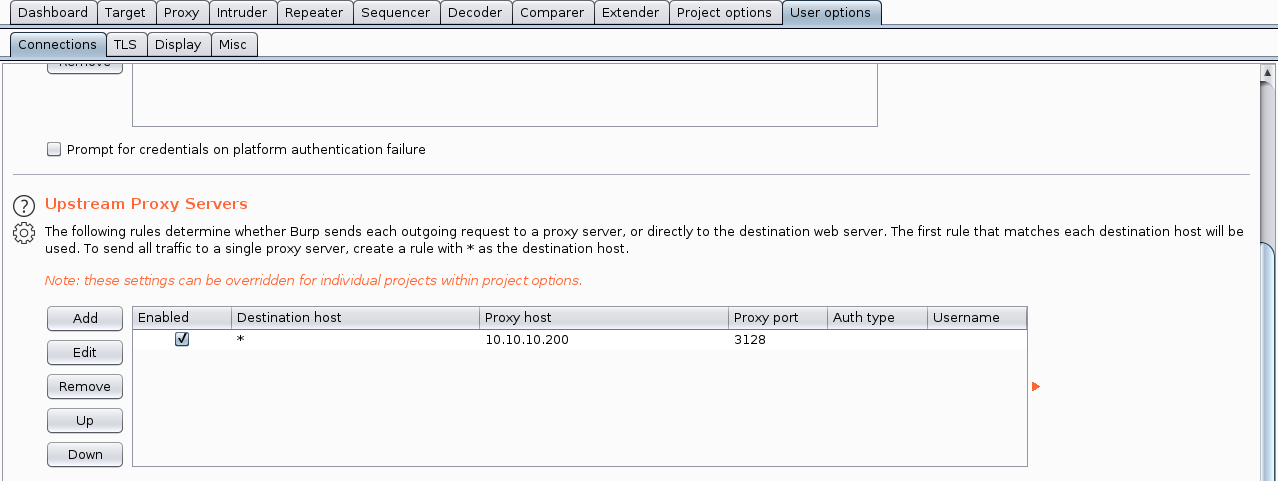 Dashboard Target Proxy Intruder Repeater Sequencer Decoder Comparer Extender Project options User options
Connections TLS Display Misc
Remove
Prompt for credentials on platform authentication failure
? Upstream Proxy Servers
The following rules determine whether Burp sends each outgoing request to a proxy server, or directly to the destination web server. The first rule that matches each destination host will be
used. To send all traffic to a single proxy server, create a rule with * as the destination host.
Note: these settings can be overridden for individual projects within project options.
Add Enabled Destination host Proxy host Proxy port Auth type Username
* 10.10.10.200 3128
Edit
Remove
Up
Down